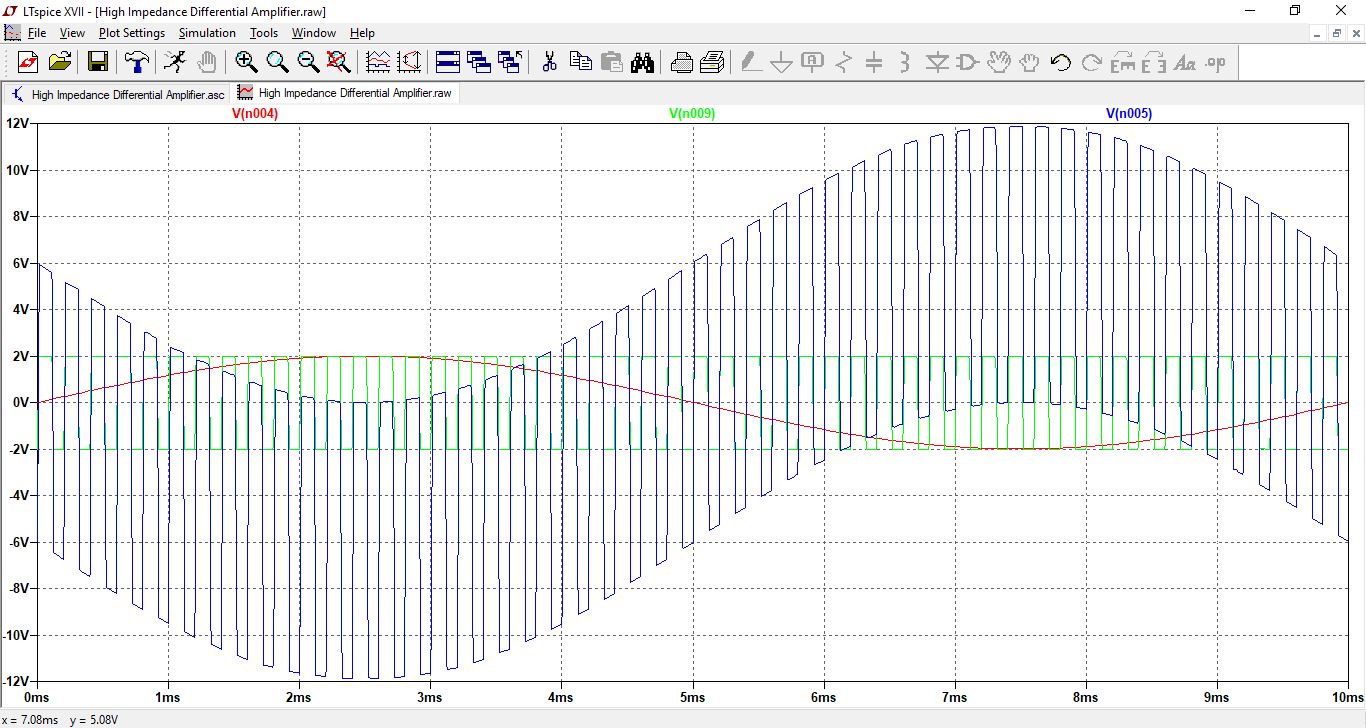 LTspice XVII - [High Impedance Differential Amplifier.raw]
File View Plot Settings Simulation Tools Window Help
High Impedance Differential Amplifier.asc High Impedance Differential Amplifier.raw
V(n004) V(n009) V(n005)
12V
10V
8V
6V
4V
2V
0V
-2V
-4V
-6V
-8V
-10V
-12V
0ms 1ms 2ms 3ms 4ms 5ms 6ms 7ms 8ms 9ms 10ms
x = 7.08ms y = 5.08V